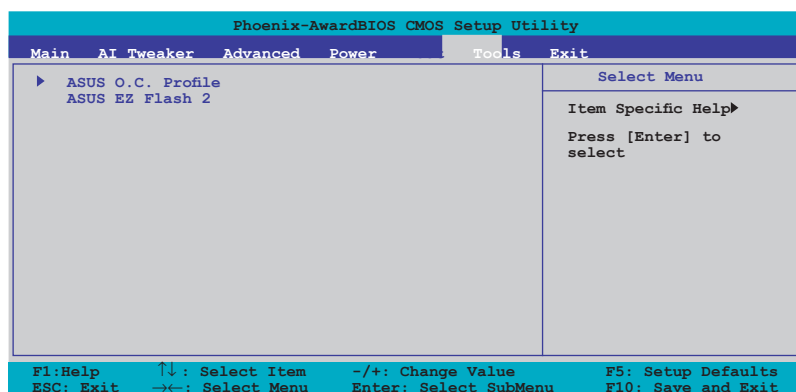 Phoenix-AwardBIOS CMOS Setup Utility
Main AI Tweaker Advanced Power Tools Exit
ASUS O.C. Profile
ASUS EZ Flash 2
Select Menu
Item Specific Help
Press [Enter] to
select
F1:Help ↑↓: Select Item -/+: Change Value F5: Setup Defaults
ESC: Exit →←: Select Menu Enter: Select SubMenu F10: Save and Exit